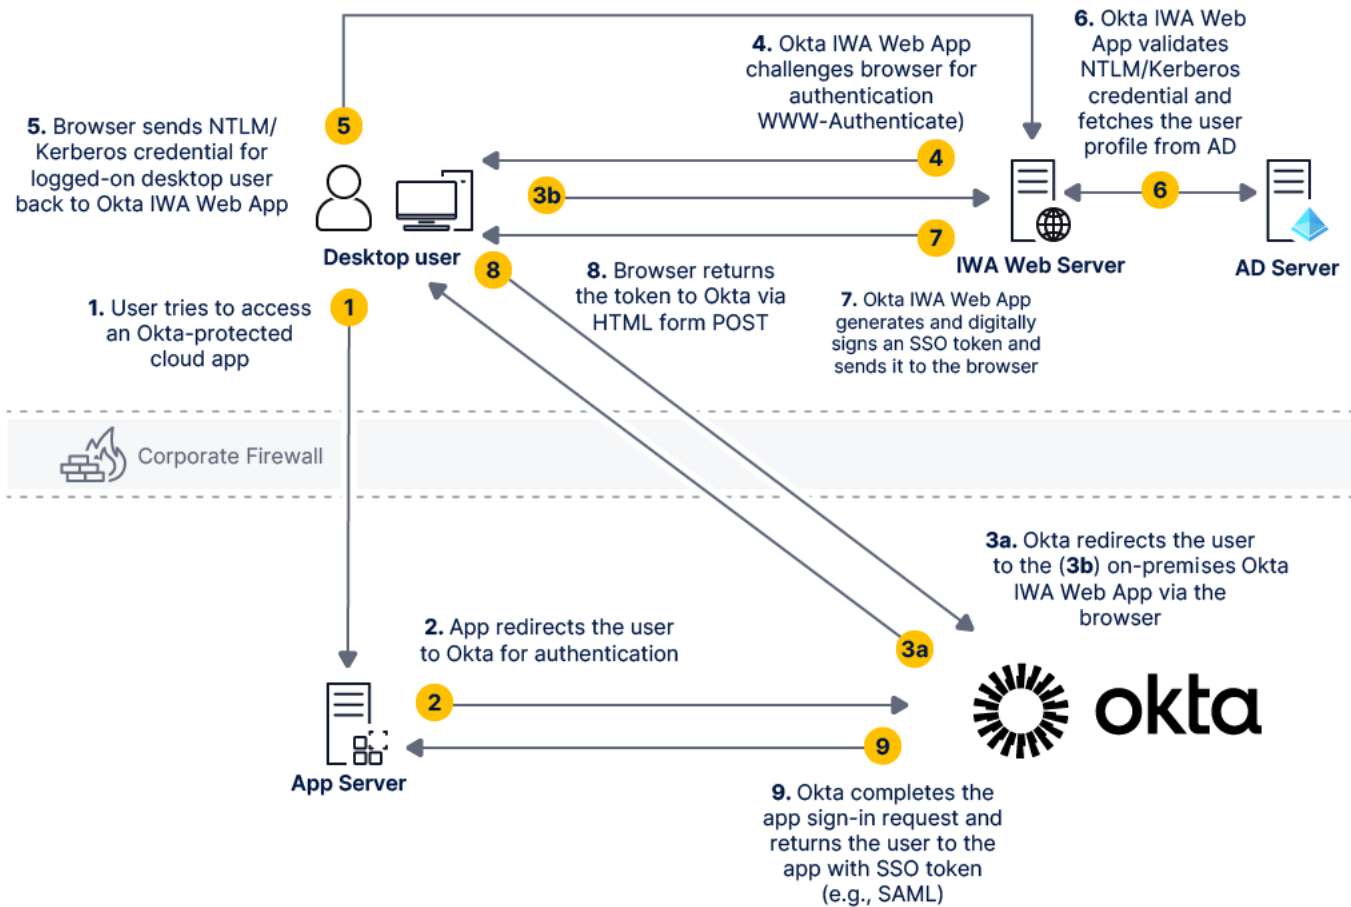 5. Browser sends NTLM/
Kerberos credential for
logged-on desktop user
back to Okta IWA Web App
5
4. Okta IWA Web App
challenges browser for
authentication
WWW-Authenticate)
6. Okta IWA Web
App validates
NTLM/Kerberos
credential and
fetches the user
profile from AD
4
3b
6
7
Desktop user
IWA Web Server
AD Server
8
1. User tries to access
an Okta-protected
cloud app
1
8. Browser returns
the token to Okta via
HTML form POST
7. Okta IWA Web App
generates and digitally
signs an SSO token and
sends it to the browser
Corporate Firewall
3a. Okta redirects the user
to the (3b) on-premises Okta
IWA Web App via the
browser
2. App redirects the user
to Okta for authentication
3a
2
okta
9
App Server
9. Okta completes the
app sign-in request and
returns the user to the
app with SSO token
(e.g., SAML)